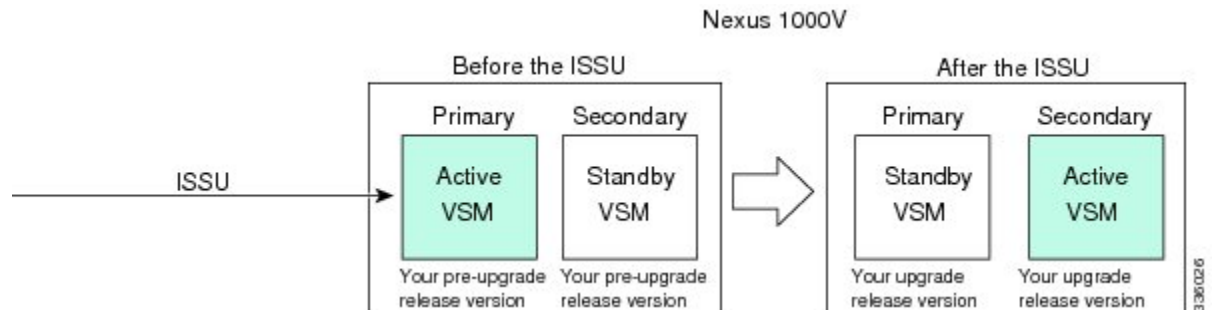 Nexus 1000V
Before the ISSU
After the ISSU
Primary
Secondary
Primary
Secondary
ISSU
Active
VSM
Standby
VSM
Standby
VSM
Active
VSM
Your pre-upgrade
release version
Your pre-upgrade
release version
Your upgrade
release version
Your upgrade
release version
336026